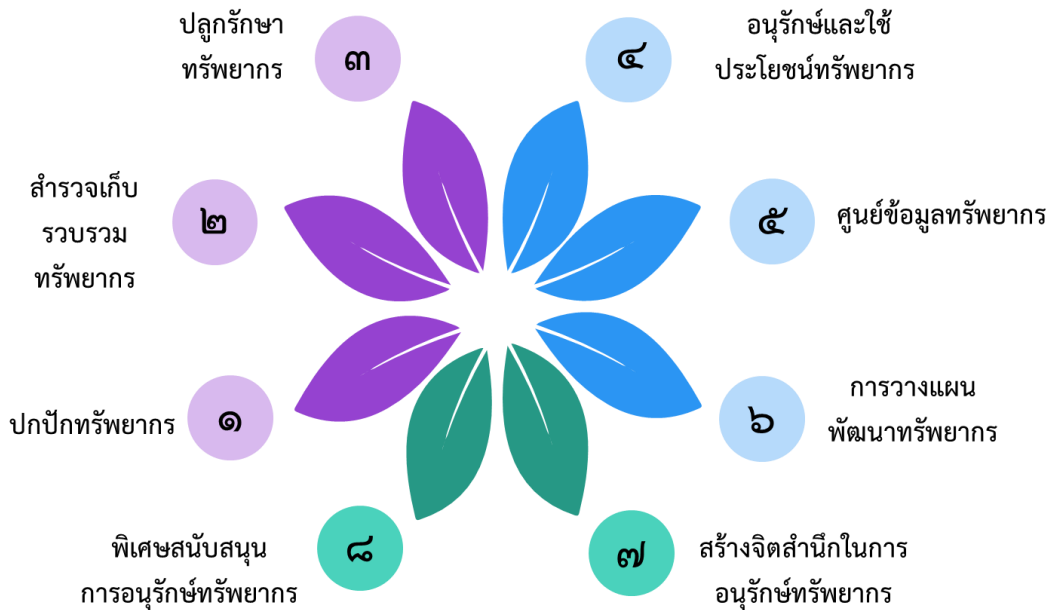 ปลูกรักษา
ทรัพยากร
๓
๔
อนุรักษ์และใช้
ประโยชน์ทรัพยากร
สำรวจเก็บ
รวบรวม
ทรัพยากร
๒
๕
ศูนย์ข้อมูลทรัพยากร
ปกปักทรัพยากร
๑
๖
การวางแผน
พัฒนาทรัพยากร
พิเศษสนับสนุน
การอนุรักษ์ทรัพยากร
๘
๗
สร้างจิตสำนึกในการ
อนุรักษ์ทรัพยากร